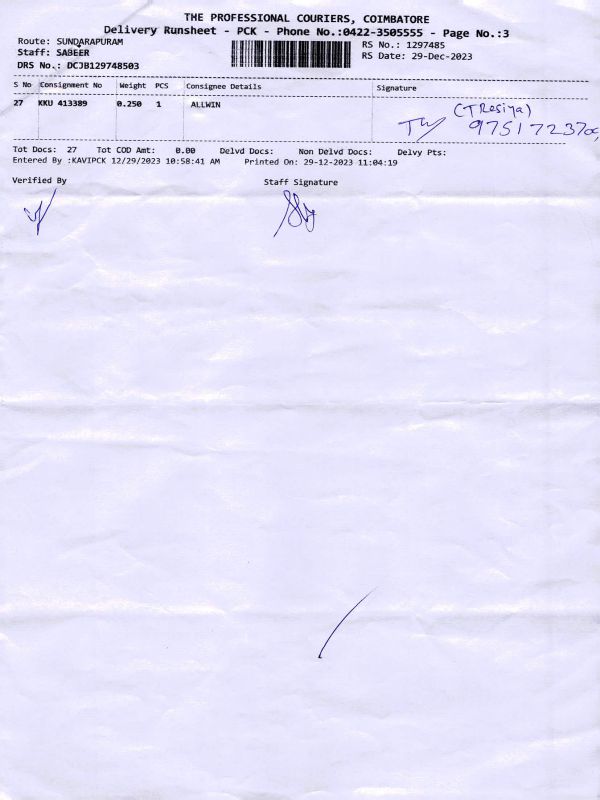 THE PROFESSIONAL COURIERS, COIMBATORE
Delivery Runsheet - PCK - Phone No.:0422-3505555 - Page No.:3
Route: SUNDARAPURAM
RS No.: 1297485
Staff: SABEER
RS Date: 29-Dec-2023
DRS No.: DCJB129748503
S No Consignment No Weight PCS Consignee Details Signature
27 KKU 413389 0.250 1 ALLWIN
(TResiya)
Tot Docs: 27 Tot COD Amt: 0.00 Delvd Docs: Non Delvd Docs: Delvy Pts:
Entered By :KAVIPCK 12/29/2023 10:58:41 AM Printed On: 29-12-2023 11:04:19
Verified By Staff Signature